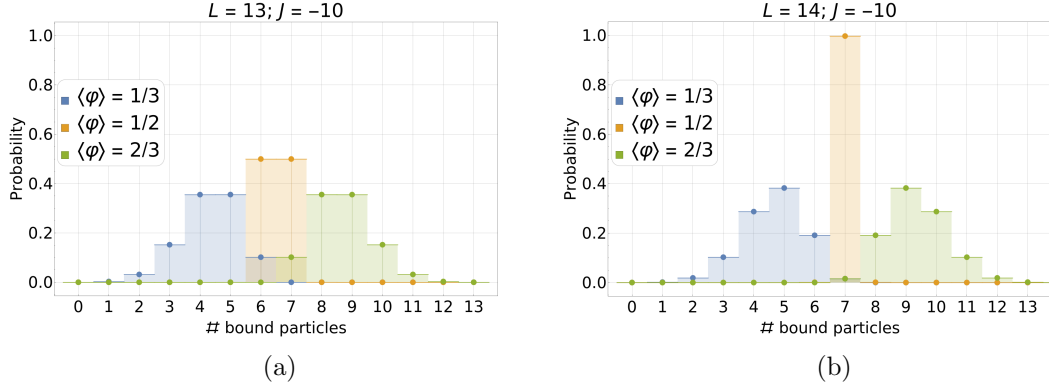 L = 13; J = −10
1.0
0.8
0.6
0.4
0.2
0.0
Probability
⟨φ⟩ = 1/3
⟨φ⟩ = 1/2
⟨φ⟩ = 2/3
0 1 2 3 4 5 6 7 8 9 10 11 12 13
# bound particles
(a)
L = 14; J = −10
1.0
0.8
0.6
0.4
0.2
0.0
Probability
⟨φ⟩ = 1/3
⟨φ⟩ = 1/2
⟨φ⟩ = 2/3
0 1 2 3 4 5 6 7 8 9 10 11 12 13
# bound particles
(b)